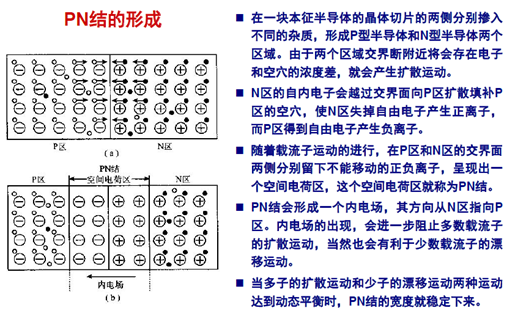 PN结的形成
P区
N区
(a)
PN结
P区
空间电荷区
N区
内电场
(b)
在一块本征半导体的晶体切片的两侧分别掺入
不同的杂质，形成P型半导体和N型半导体两个
区域。由于两个区域交界断附近将会存在电子
和空穴的浓度差，就会产生扩散运动。
N区的自内电子会越过交界面向P区扩散填补P
区的空穴，使N区失掉自由电子产生正离子，
而P区得到自由电子产生负离子。
随着载流子运动的进行，在P区和N区的交界面
两侧分别留下不能移动的正负离子，呈现出一
个空间电荷区，这个空间电荷区就称为PN结。
PN结会形成一个内电场，其方向从N区指向P
区。内电场的出现，会进一步阻止多数载流子
的扩散运动，当然也会有利于少数载流子的漂
移运动。
当多子的扩散运动和少子的漂移运动两种运动
达到动态平衡时，PN结的宽度就稳定下来。